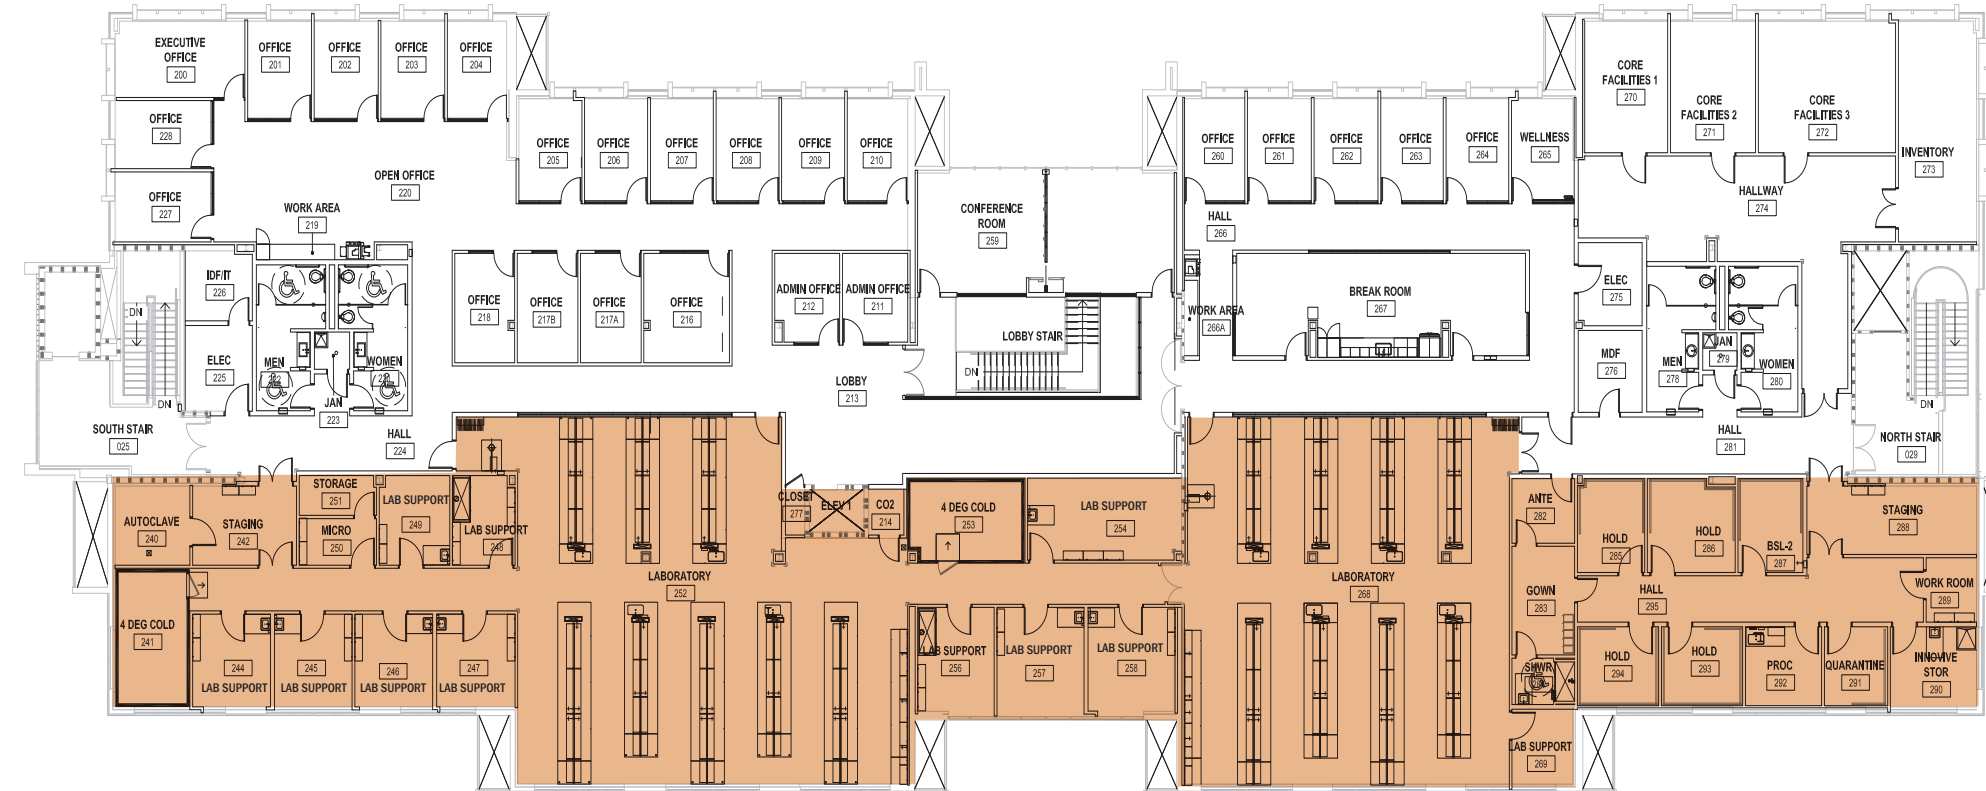 EXECUTIVE
OFFICE
200
OFFICE
201
OFFICE
202
OFFICE
203
OFFICE
204
OFFICE
228
OFFICE
227
OPEN OFFICE
220
WORK AREA
219
OFFICE
205
OFFICE
206
OFFICE
207
OFFICE
208
OFFICE
209
OFFICE
210
CONFERENCE
ROOM
259
OFFICE
260
OFFICE
261
OFFICE
262
OFFICE
263
OFFICE
264
WELLNESS
265
CORE
FACILITIES 1
270
CORE
FACILITIES 2
271
CORE
FACILITIES 3
272
INVENTORY
273
HALLWAY
274
HALL
266
IDF/IT
226
DN
ELEC
225
DN
MEN
WOMEN
JAN
223
SOUTH STAIR
025
HALL
224
OFFICE
218
OFFICE
217B
OFFICE
217A
OFFICE
216
ADMIN OFFICE
212
ADMIN OFFICE
211
LOBBY
213
LOBBY STAIR
DN
WORK AREA
266A
BREAK ROOM
267
ELEC
275
MDF
276
MEN
278
JAN
279
WOMEN
280
HALL
281
DN
NORTH STAIR
029
AUTOCLAVE
240
STAGING
242
STORAGE
251
MICRO
250
LAB SUPPORT
249
LAB SUPPORT
248
4 DEG COLD
241
244
LAB SUPPORT
245
LAB SUPPORT
246
LAB SUPPORT
247
LAB SUPPORT
LABORATORY
252
CLOSET
277
ELEV 1
CO2
214
4 DEG COLD
253
LAB SUPPORT
254
LAB SUPPORT
256
LAB SUPPORT
257
LAB SUPPORT
258
LABORATORY
268
ANTE
282
GOWN
283
SHWR
LAB SUPPORT
269
HOLD
285
HOLD
286
BSL-2
287
STAGING
288
HALL
295
WORK ROOM
289
HOLD
294
HOLD
293
PROC
292
QUARANTINE
291
INNOVIVE
STOR
290